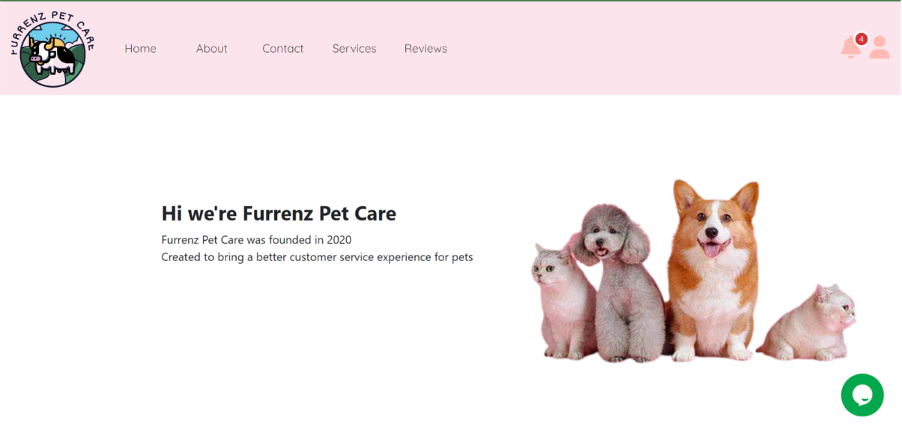 FURRENZ PET CARE
Home About Contact Services Reviews
4
Hi we're Furrenz Pet Care
Furrenz Pet Care was founded in 2020
Created to bring a better customer service experience for pets